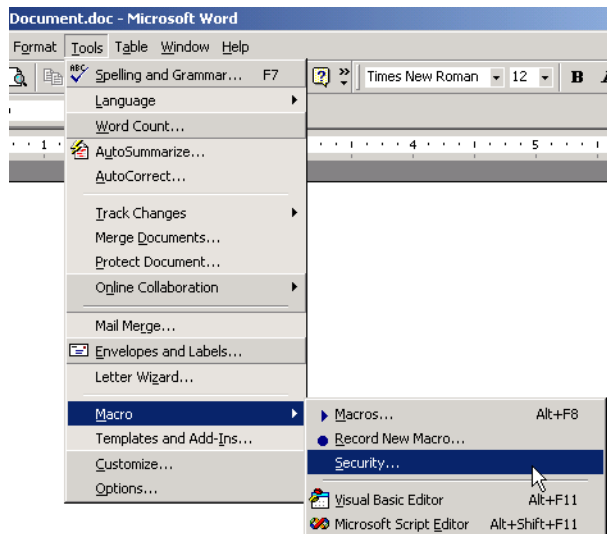 Document.doc - Microsoft Word
Format Tools Table Window Help
ABC Spelling and Grammar... F7 Times New Roman 12 B
Language
Word Count...
1 4 5
AutoSummarize...
AutoCorrect...
Track Changes
Merge Documents...
Protect Document...
Online Collaboration
Mail Merge...
Envelopes and Labels...
Letter Wizard...
Macro Macros... Alt+F8
Templates and Add-Ins... Record New Macro...
Customize... Security...
Options... Visual Basic Editor Alt+F11
Microsoft Script Editor Alt+Shift+F11